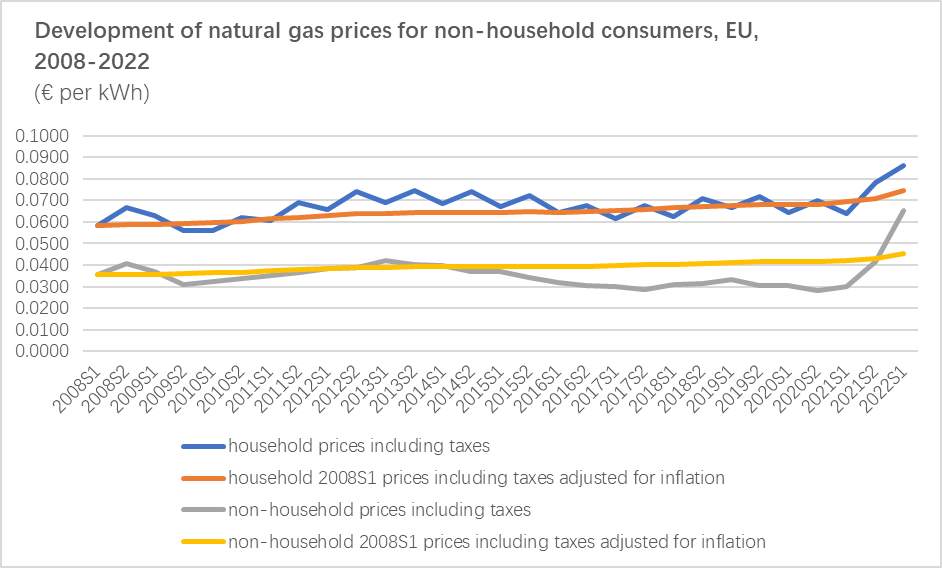 Development of natural gas prices for non-household consumers, EU,
2008-2022
(€ per kWh)
0.1000
0.0900
0.0800
0.0700
0.0600
0.0500
0.0400
0.0300
0.0200
0.0100
0.0000
2008S1
2008S2
2009S1
2009S2
2010S1
2010S2
2011S1
2011S2
2012S1
2012S2
2013S1
2013S2
2014S1
2014S2
2015S1
2015S2
2016S1
2016S2
2017S1
2017S2
2018S1
2018S2
2019S1
2019S2
2020S1
2020S2
2021S1
2021S2
2022S1
household prices including taxes
household 2008S1 prices including taxes adjusted for inflation
non-household prices including taxes
non-household 2008S1 prices including taxes adjusted for inflation